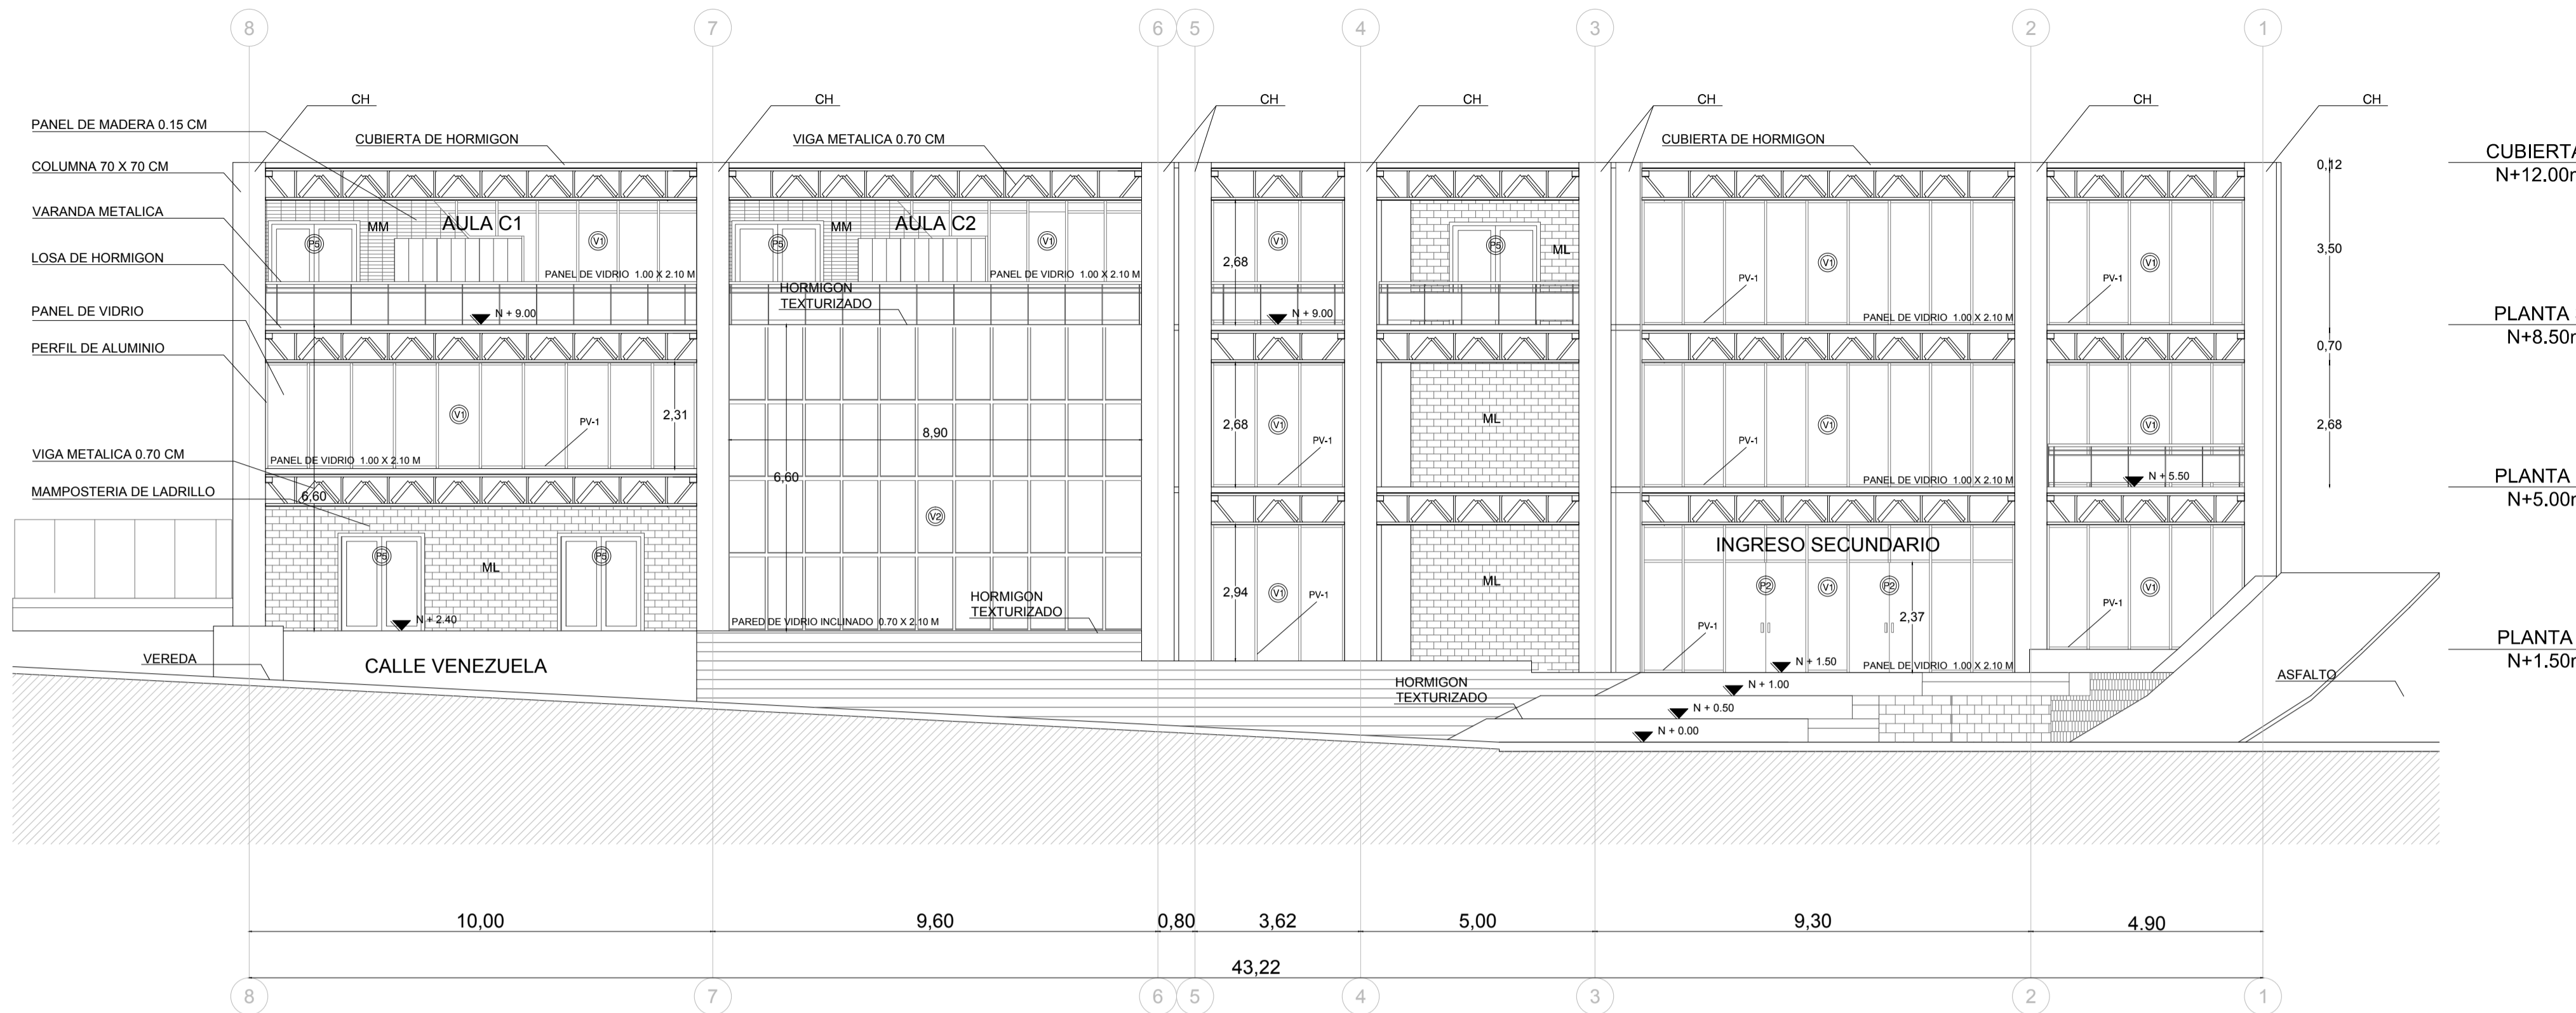 8 7 6 5 4 3 2 1
CH CH CH CH CH CH CH
PANEL DE MADERA 0.15 CM
CUBIERTA DE HORMIGON
VIGA METALICA 0.70 CM
CUBIERTA DE HORMIGON
COLUMNA 70 X 70 CM
VARANDA METALICA
LOSA DE HORMIGON
PANEL DE VIDRIO
PERFIL DE ALUMINIO
VIGA METALICA 0.70 CM
MAMPOSTERIA DE LADRILLO
P5 MM AULA C1 V1
PANEL DE VIDRIO 1.00 X 2.10 M
N + 9.00
V1 PV-1 2,31
PANEL DE VIDRIO 1.00 X 2.10 M
6,60
P5 ML P5
N + 2.40
VEREDA
CALLE VENEZUELA
P5 MM AULA C2 V1
PANEL DE VIDRIO 1.00 X 2.10 M
HORMIGON
TEXTURIZADO
8,90
6,60
V2
HORMIGON
TEXTURIZADO
PARED DE VIDRIO INCLINADO 0.70 X 2.10 M
V1
2,68
N + 9.00
2,68 V1 PV-1
2,94 V1 PV-1
P5 ML
ML
ML
HORMIGON
TEXTURIZADO
V1
PV-1
PANEL DE VIDRIO 1.00 X 2.10 M
V1
PV-1
PANEL DE VIDRIO 1.00 X 2.10 M
INGRESO SECUNDARIO
P2 V1 P2
2,37
PV-1
N + 1.50
PANEL DE VIDRIO 1.00 X 2.10 M
N + 1.00
N + 0.50
N + 0.00
V1
PV-1
V1
N + 5.50
V1
PV-1
ASFALTO
0,12
3,50
0,70
2,68
CUBIERTA
N+12.00m
PLANTA
N+8.50m
PLANTA
N+5.00m
PLANTA
N+1.50m
10,00 9,60 0,80 3,62 5,00 9,30 4.90
43,22
8 7 6 5 4 3 2 1